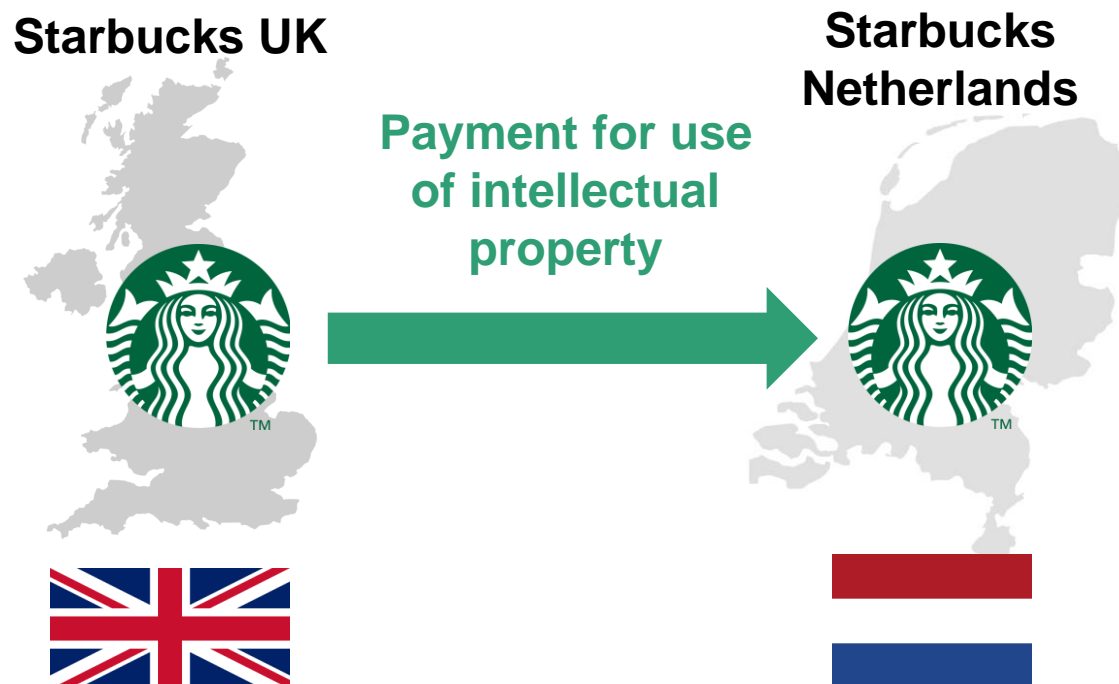 Starbucks UK
Starbucks
Netherlands
Payment for use
of intellectual
property
TM
TM